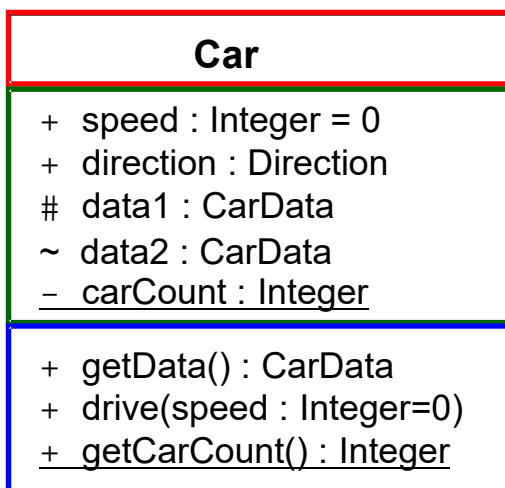 Car
+ speed : Integer = 0
+ direction : Direction
# data1 : CarData
~ data2 : CarData
- carCount : Integer
+ getData() : CarData
+ drive(speed : Integer=0)
+ getCarCount() : Integer